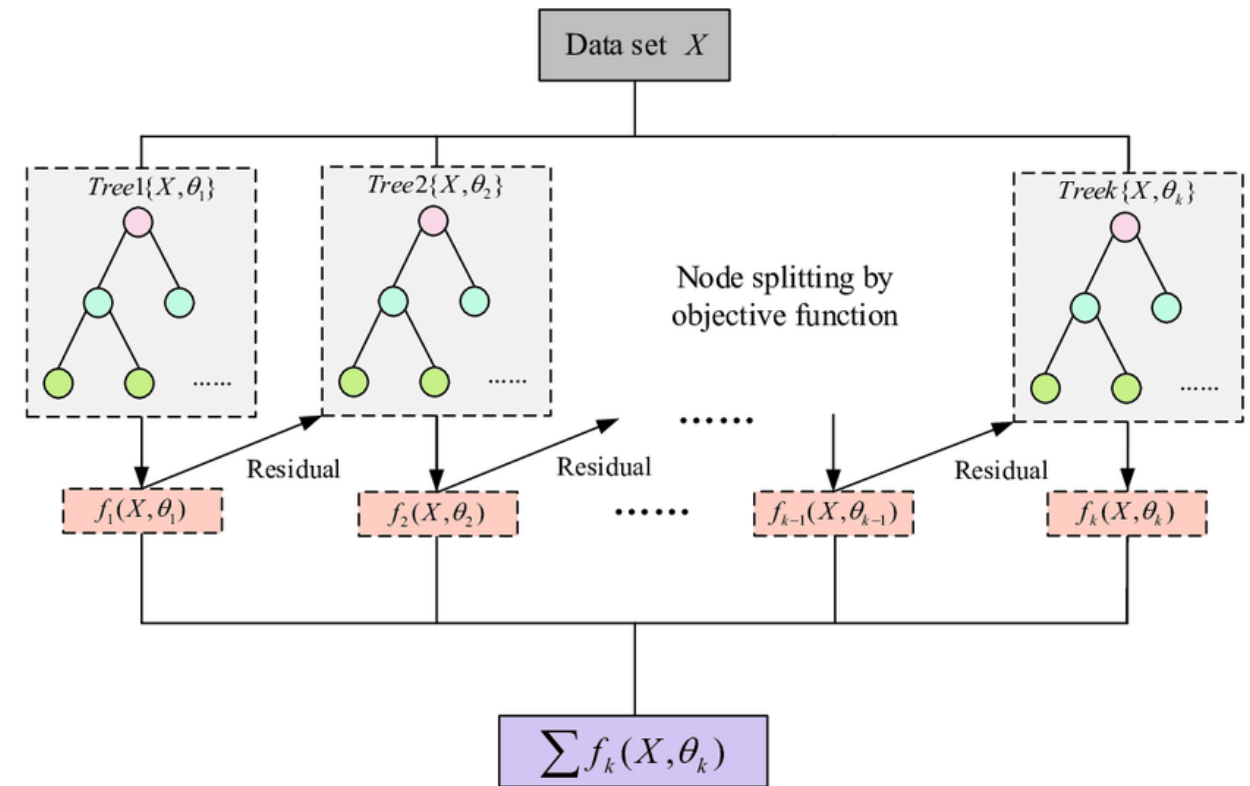 Data set X
Tree1{X,θ₁}
Tree2{X,θ₂}
Treek{X,θₖ}
Node splitting by
objective function
......
......
......
......
Residual
Residual
Residual
f₁(X,θ₁)
f₂(X,θ₂)
......
fₖ₋₁(X,θₖ₋₁)
fₖ(X,θₖ)
∑fₖ(X,θₖ)